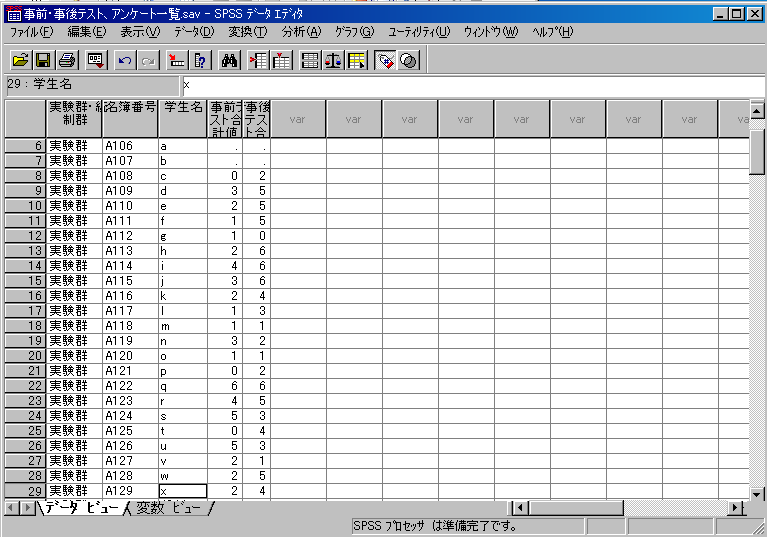 事前・事後テスト、アンケート一覧.sav - SPSS データ エディタ
ファイル(F) 編集(E) 表示(V) データ(D) 変換(T) 分析(A) グラフ(G) ユーティリティ(U) ウィンドウ(W) ヘルプ(H)
29 : 学生名 x
実験群・統制群 名簿番号 学生名 事前テスト合計値 事後テスト合 var var var var var var var var va
6 実験群 A106 a . .
7 実験群 A107 b . .
8 実験群 A108 c 0 2
9 実験群 A109 d 3 5
10 実験群 A110 e 2 5
11 実験群 A111 f 1 5
12 実験群 A112 g 1 0
13 実験群 A113 h 2 6
14 実験群 A114 i 4 6
15 実験群 A115 j 3 6
16 実験群 A116 k 2 4
17 実験群 A117 l 1 3
18 実験群 A118 m 1 1
19 実験群 A119 n 3 2
20 実験群 A120 o 1 1
21 実験群 A121 p 0 2
22 実験群 A122 q 6 6
23 実験群 A123 r 4 5
24 実験群 A124 s 5 3
25 実験群 A125 t 0 4
26 実験群 A126 u 5 3
27 実験群 A127 v 2 1
28 実験群 A128 w 2 5
29 実験群 A129 x 2 4
データ ビュー 変数 ビュー
SPSS プロセッサ は準備完了です。